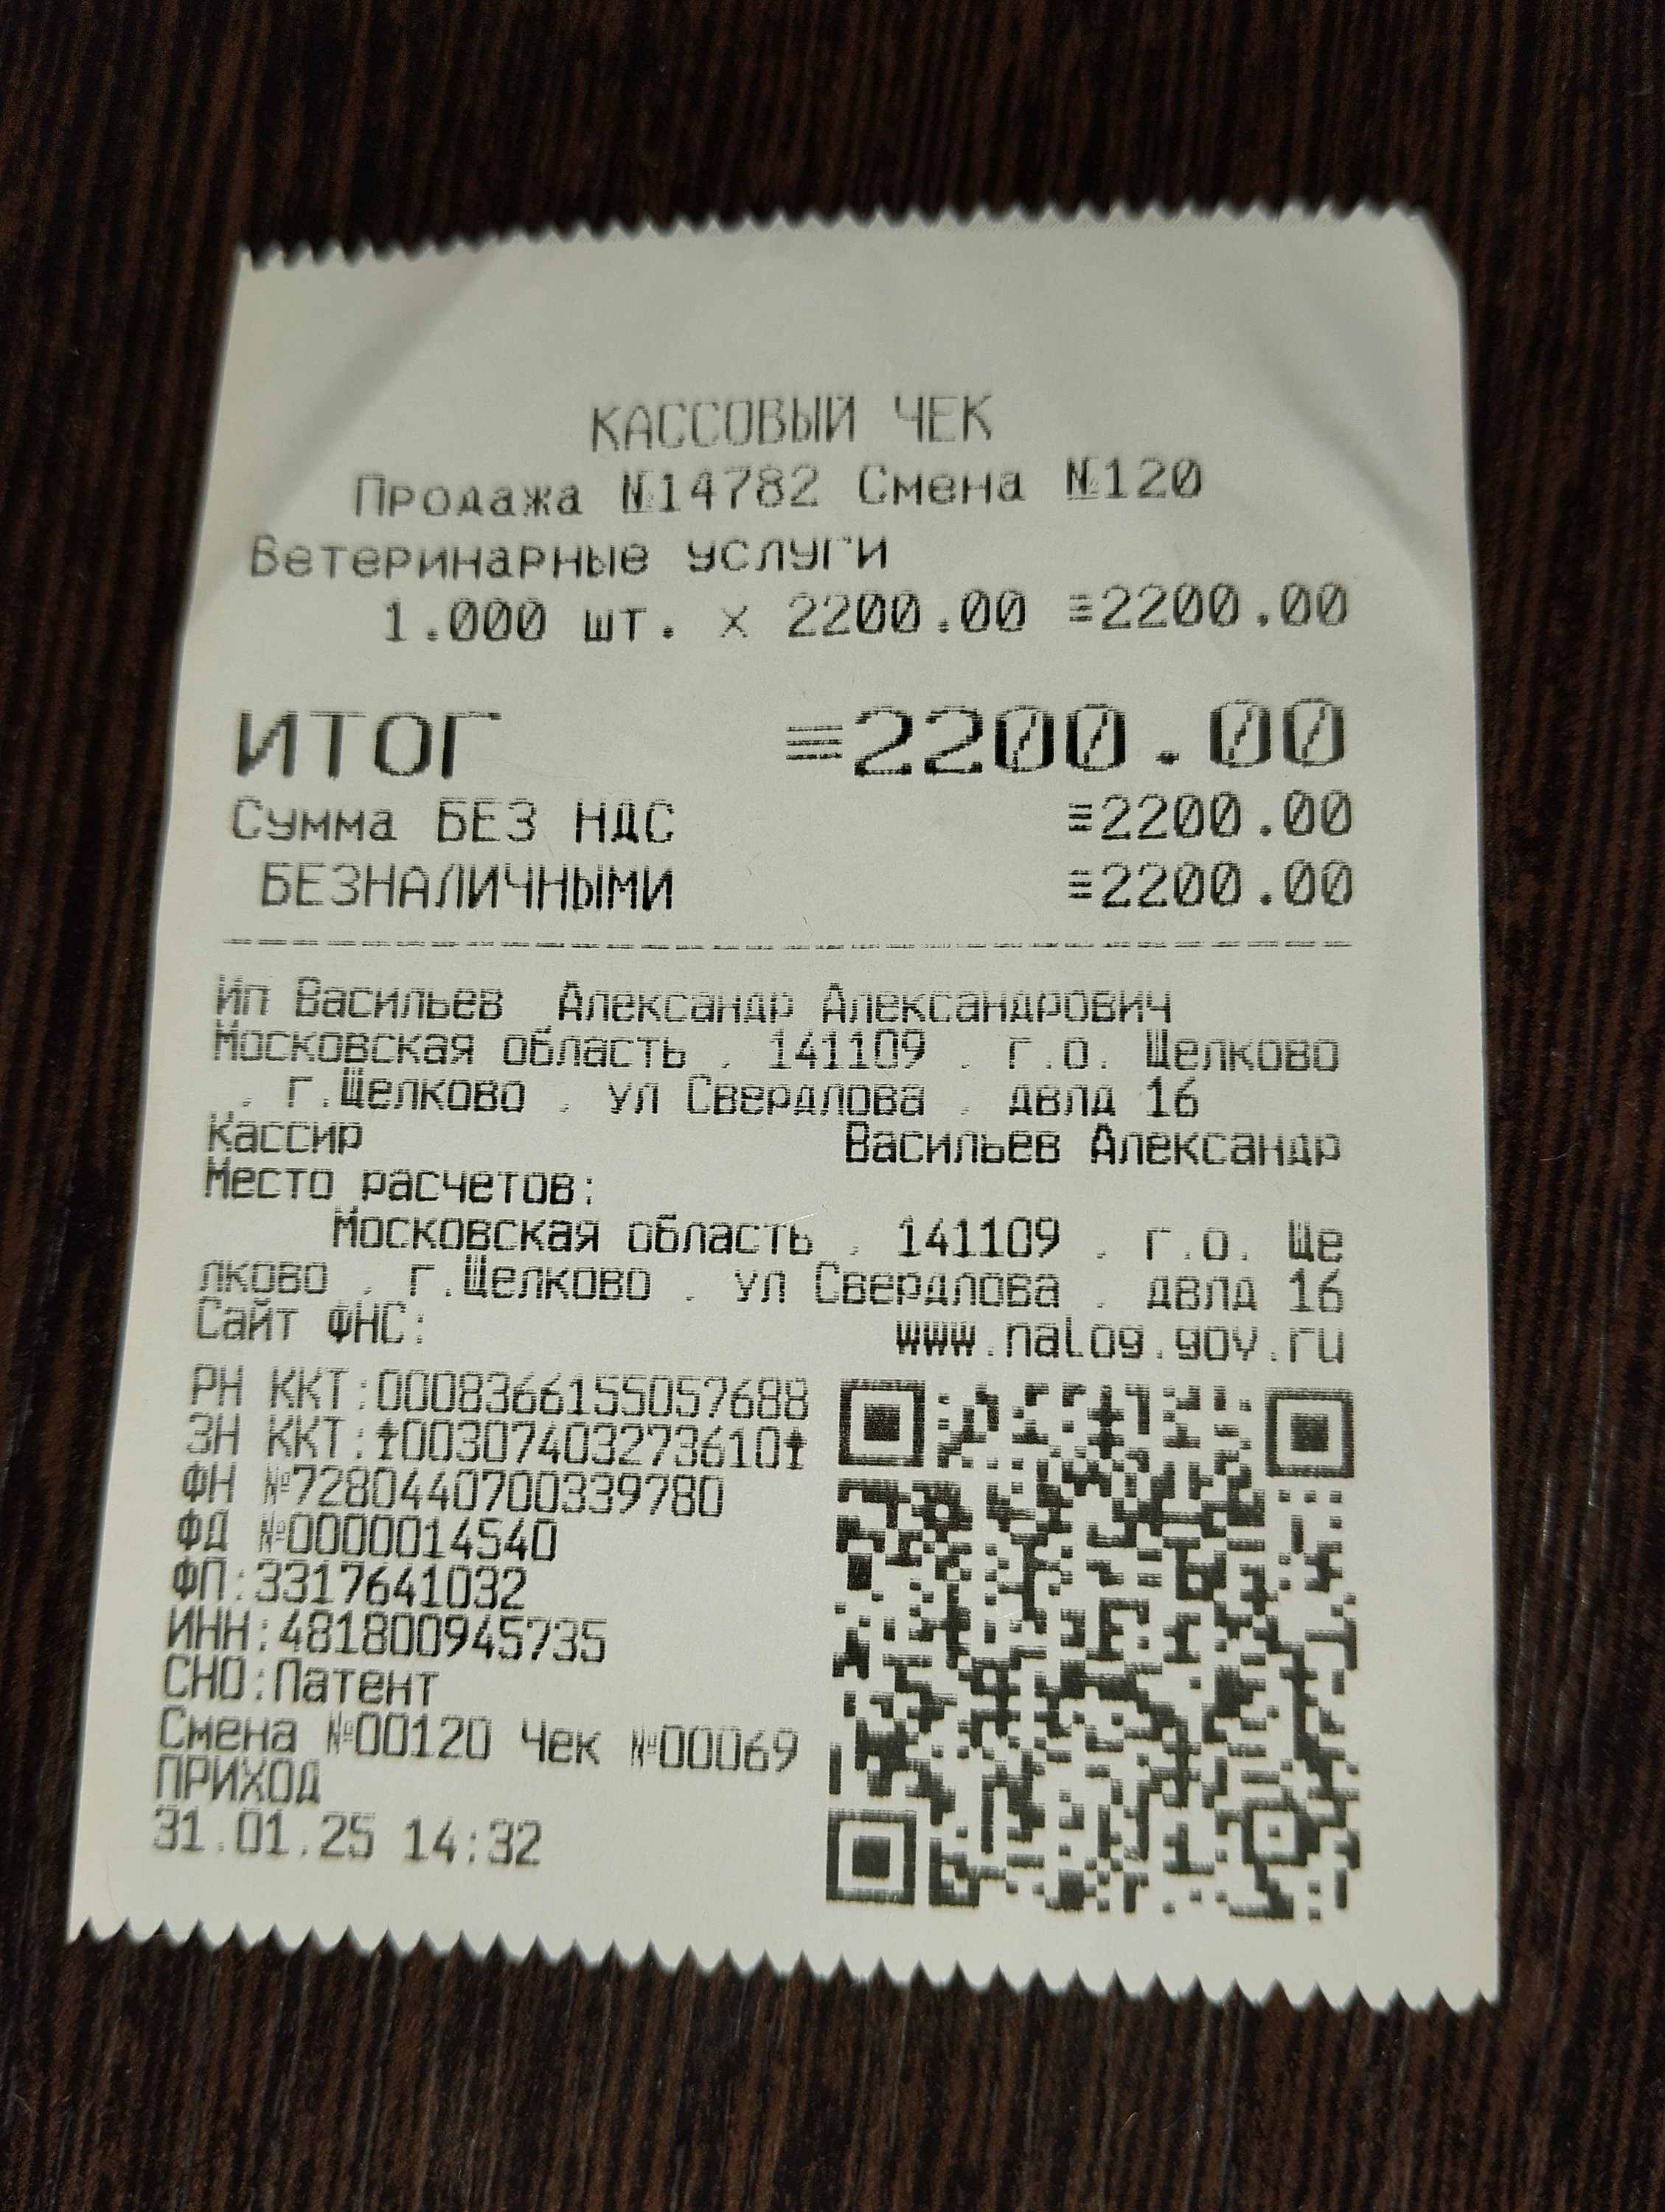 КАССОВЫЙ ЧЕК
Продажа №14782 Смена №120
Ветеринарные услуги
1.000 шт. x 2200.00 ≡2200.00
ИТОГ ≡2200.00
Сумма БЕЗ НДС ≡2200.00
БЕЗНАЛИЧНЫМИ ≡2200.00
Ип Васильев Александр Александрович
Московская область , 141109 , г.о. Щелково
, г.Щелково , ул Свердлова , двлд 16
Кассир Васильев Александр
Место расчетов:
Московская область , 141109 , г.о. Ще
лково , г.Щелково , ул Свердлова , двлд 16
Сайт ФНС: www.nalog.gov.ru
РН ККТ:0008366155057688
ЗН ККТ:↟00307403273610↟
ФН №7280440700339780
ФД №0000014540
ФП:3317641032
ИНН:481800945735
СНО:Патент
Смена №00120 Чек №00069
ПРИХОД
31.01.25 14:32